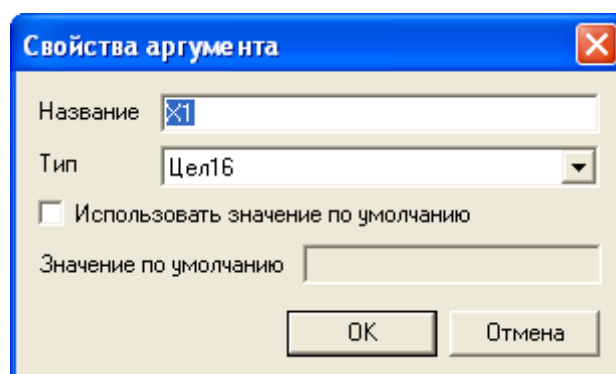 Свойства аргумента
Название X1
Тип Цел16
Использовать значение по умолчанию
Значение по умолчанию
OK Отмена